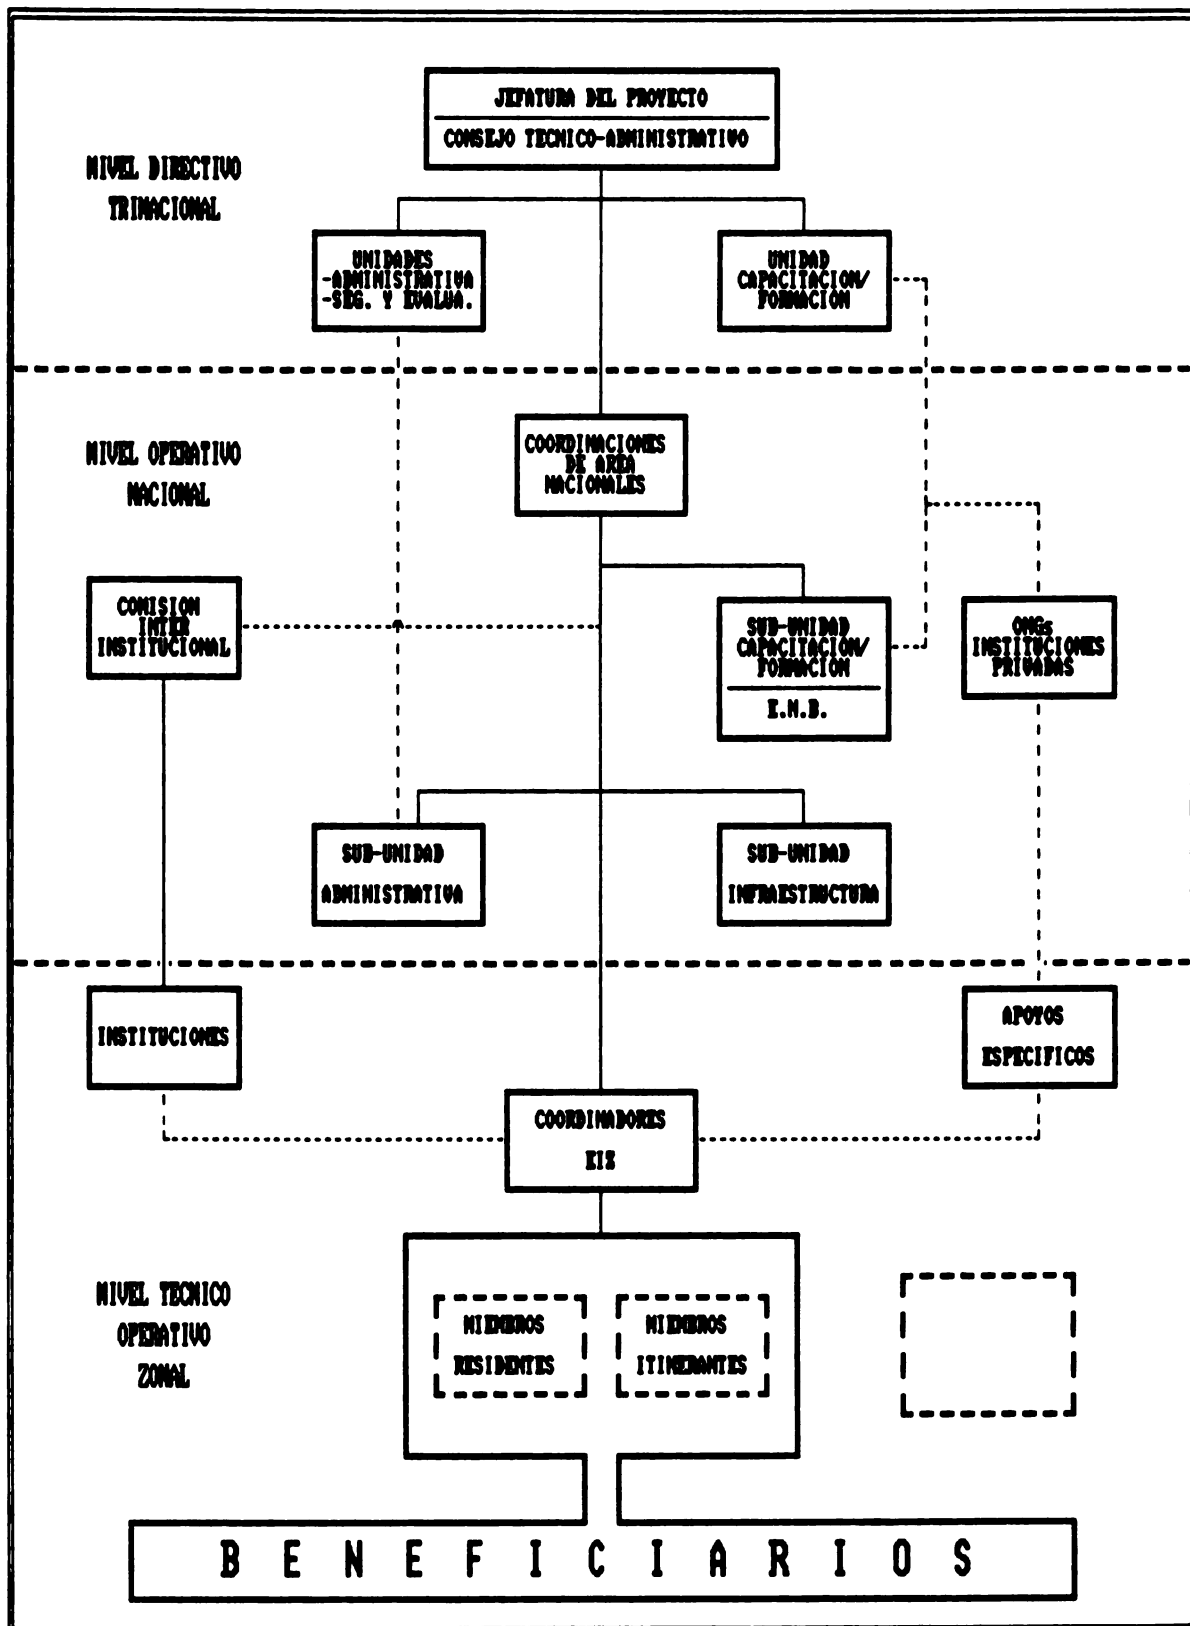 JEFATURA DEL PROYECTO
CONSEJO TECNICO-ADMINISTRATIVO
NIVEL DIRECTIVO
TRINACIONAL
UNIDADES
-ADMINISTRATIVA
-SEG. Y EVALUA.
UNIDAD
CAPACITACION/
FORMACION
NIVEL OPERATIVO
NACIONAL
COORDINACIONES
DE AREA
NACIONALES
COMISION
INTER
INSTITUCIONAL
SUB-UNIDAD
CAPACITACION/
FORMACION
E.M.B.
ONGs
INSTITUCIONES
PRIVADAS
SUB-UNIDAD
ADMINISTRATIVA
SUB-UNIDAD
INFRAESTRUCTURA
INSTITUCIONES
APOYOS
ESPECIFICOS
COORDINADORES
EIZ
NIVEL TECNICO
OPERATIVO
ZONAL
MIEMBROS
RESIDENTES
MIEMBROS
ITINERANTES
BENEFICIARIOS